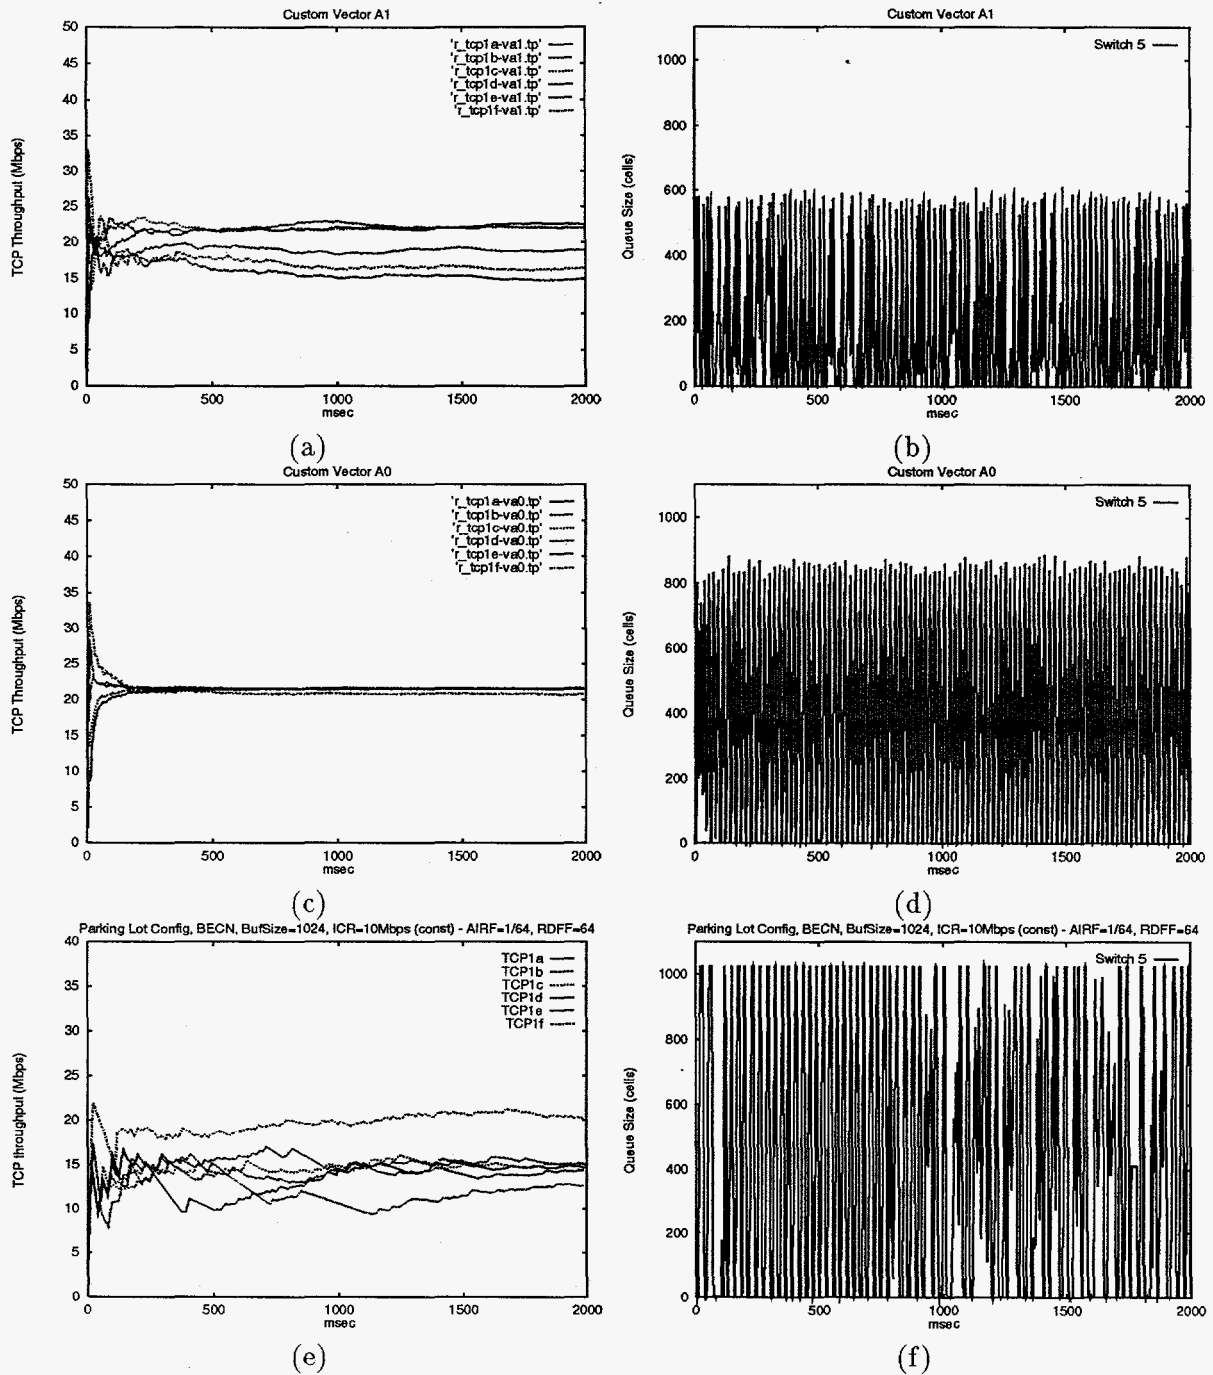 Custom Vector A1
50
45
40
35
30
25
20
15
10
5
0
TCP Throughput (Mbps)
'r_tcp1a-va1.tp'
'r_tcp1b-va1.tp'
'r_tcp1c-va1.tp'
'r_tcp1d-va1.tp'
'r_tcp1e-va1.tp'
'r_tcp1f-va1.tp'
0 500 1000 1500 2000
msec
(a)
Custom Vector A1
1000
800
600
400
200
0
Queue Size (cells)
Switch 5
0 500 1000 1500 2000
msec
(b)
Custom Vector A0
50
45
40
35
30
25
20
15
10
5
0
TCP Throughput (Mbps)
'r_tcp1a-va0.tp'
'r_tcp1b-va0.tp'
'r_tcp1c-va0.tp'
'r_tcp1d-va0.tp'
'r_tcp1e-va0.tp'
'r_tcp1f-va0.tp'
0 500 1000 1500 2000
msec
(c)
Custom Vector A0
1000
800
600
400
200
0
Queue Size (cells)
Switch 5
0 500 1000 1500 2000
msec
(d)
Parking Lot Config, BECN, BufSize=1024, ICR=10Mbps (const) - AIRF=1/64, RDFF=64
40
35
30
25
20
15
10
5
0
TCP throughput (Mbps)
TCP1a
TCP1b
TCP1c
TCP1d
TCP1e
TCP1f
0 500 1000 1500 2000
msec
(e)
Parking Lot Config, BECN, BufSize=1024, ICR=10Mbps (const) - AIRF=1/64, RDFF=64
1000
800
600
400
200
0
Queue Size (cells)
Switch 5
0 500 1000 1500 2000
msec
(f)